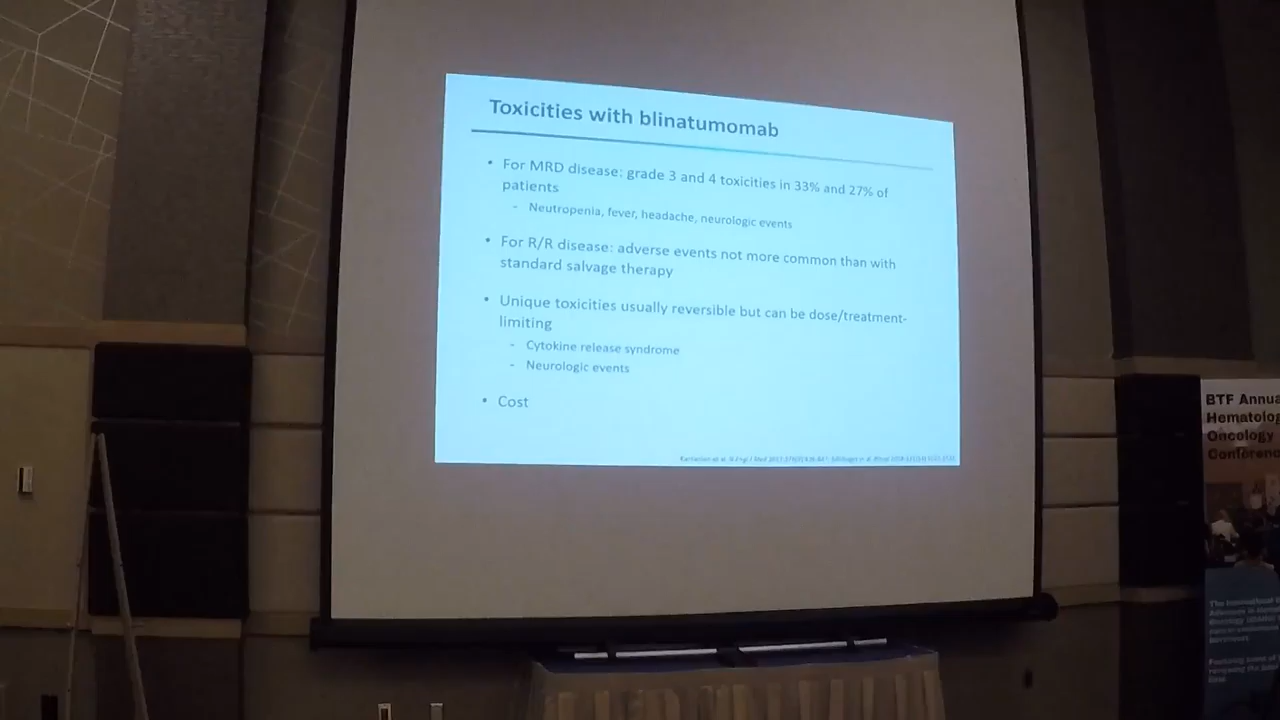 Toxicities with blinatumomab
• For MRD disease: grade 3 and 4 toxicities in 33% and 27% of
patients
- Neutropenia, fever, headache, neurologic events
• For R/R disease: adverse events not more common than with
standard salvage therapy
• Unique toxicities usually reversible but can be dose/treatment-
limiting
- Cytokine release syndrome
- Neurologic events
• Cost
BTF Annua
Hematolog
Oncology
Conferenc